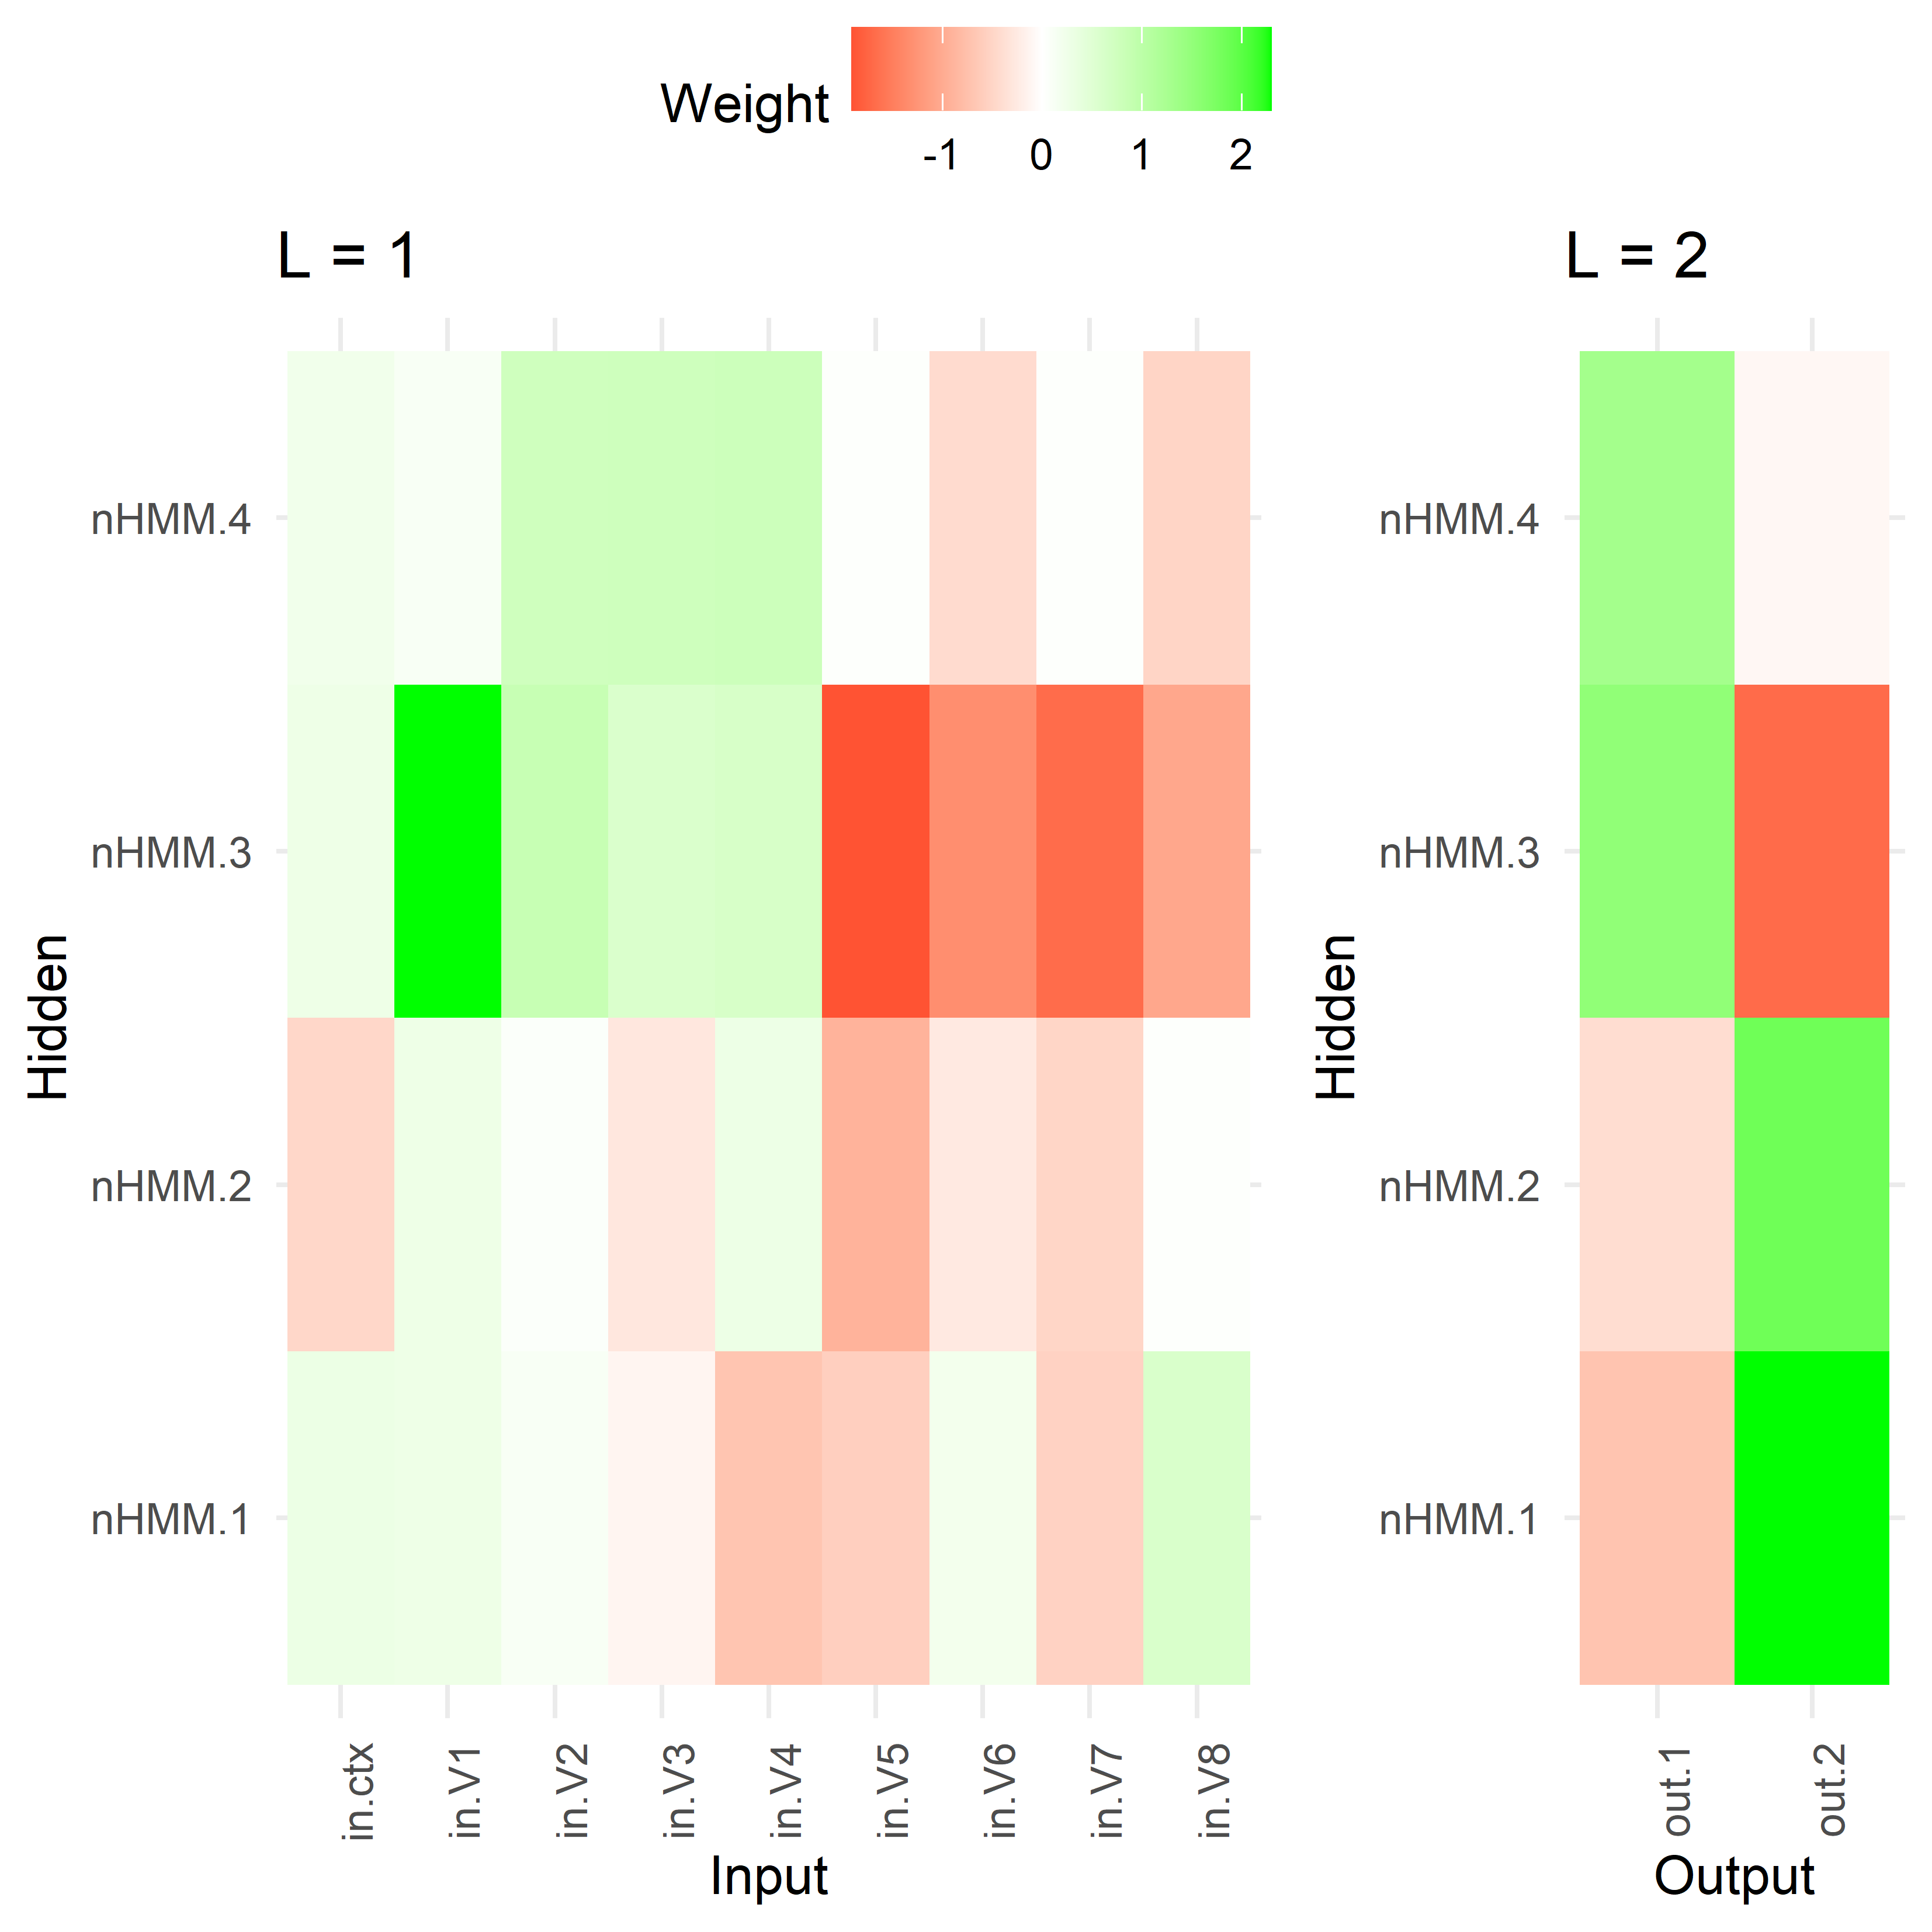 Weight
-1 0 1 2
L = 1
L = 2
nHMM.4
nHMM.3
nHMM.2
nHMM.1
Hidden
in.ctx in.V1 in.V2 in.V3 in.V4 in.V5 in.V6 in.V7 in.V8
Input
nHMM.4
nHMM.3
nHMM.2
nHMM.1
Hidden
out.1 out.2
Output